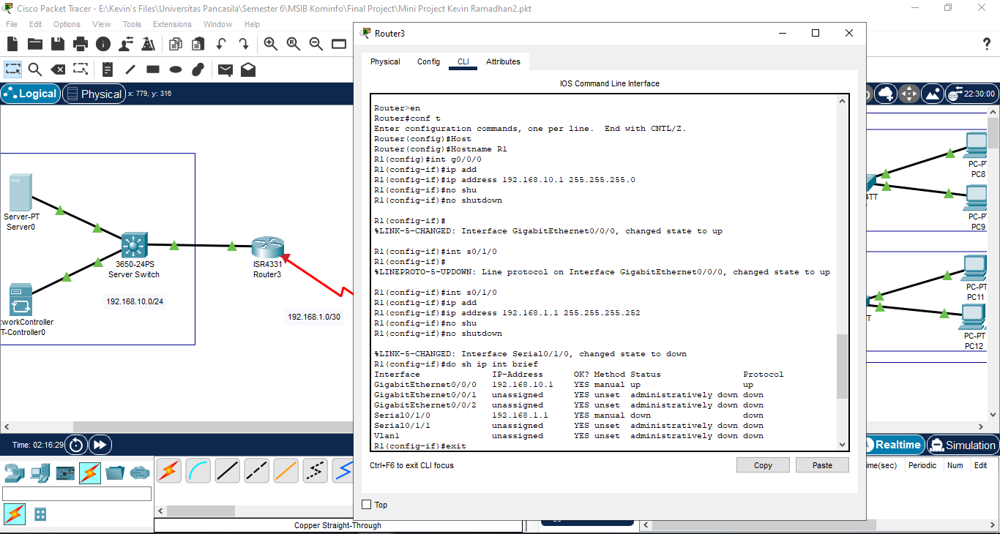 Cisco Packet Tracer - E:\Kevin's Files\Universitas Pancasila\Semester 6\MSIB Kominfo\Final Project\Mini Project Kevin Ramadhan2.pkt
File Edit Options View Tools Extensions Window Help
Logical Physical x: 779, y: 316
22:30:00
Server-PT
Server0
3650-24PS
Server Switch
ISR4331
Router3
192.168.10.0/24
192.168.1.0/30
tworkController
T-Controller0
Router3
Physical Config CLI Attributes
IOS Command Line Interface
Router>en
Router#conf t
Enter configuration commands, one per line. End with CNTL/Z.
Router(config)#Host
Router(config)#Hostname R1
R1(config)#int g0/0/0
R1(config-if)#ip add
R1(config-if)#ip address 192.168.10.1 255.255.255.0
R1(config-if)#no shu
R1(config-if)#no shutdown
R1(config-if)#
%LINK-5-CHANGED: Interface GigabitEthernet0/0/0, changed state to up
R1(config-if)#int s0/1/0
R1(config-if)#
%LINEPROTO-5-UPDOWN: Line protocol on Interface GigabitEthernet0/0/0, changed state to up
R1(config-if)#int s0/1/0
R1(config-if)#ip add
R1(config-if)#ip address 192.168.1.1 255.255.255.252
R1(config-if)#no shu
R1(config-if)#no shutdown
%LINK-5-CHANGED: Interface Serial0/1/0, changed state to down
R1(config-if)#do sh ip int brief
Interface IP-Address OK? Method Status Protocol
GigabitEthernet0/0/0 192.168.10.1 YES manual up up
GigabitEthernet0/0/1 unassigned YES unset administratively down down
GigabitEthernet0/0/2 unassigned YES unset administratively down down
Serial0/1/0 192.168.1.1 YES manual down down
Serial0/1/1 unassigned YES unset administratively down down
Vlan1 unassigned YES unset administratively down down
R1(config-if)#exit
Ctrl+F6 to exit CLI focus
Copy Paste
Top
4TT
T
PC-PT
PC8
PC-PT
PC9
PC-PT
PC11
PC-PT
PC12
Time: 02:16:29
Realtime Simulation
ime(sec) Periodic Num Edit
Copper Straight-Through